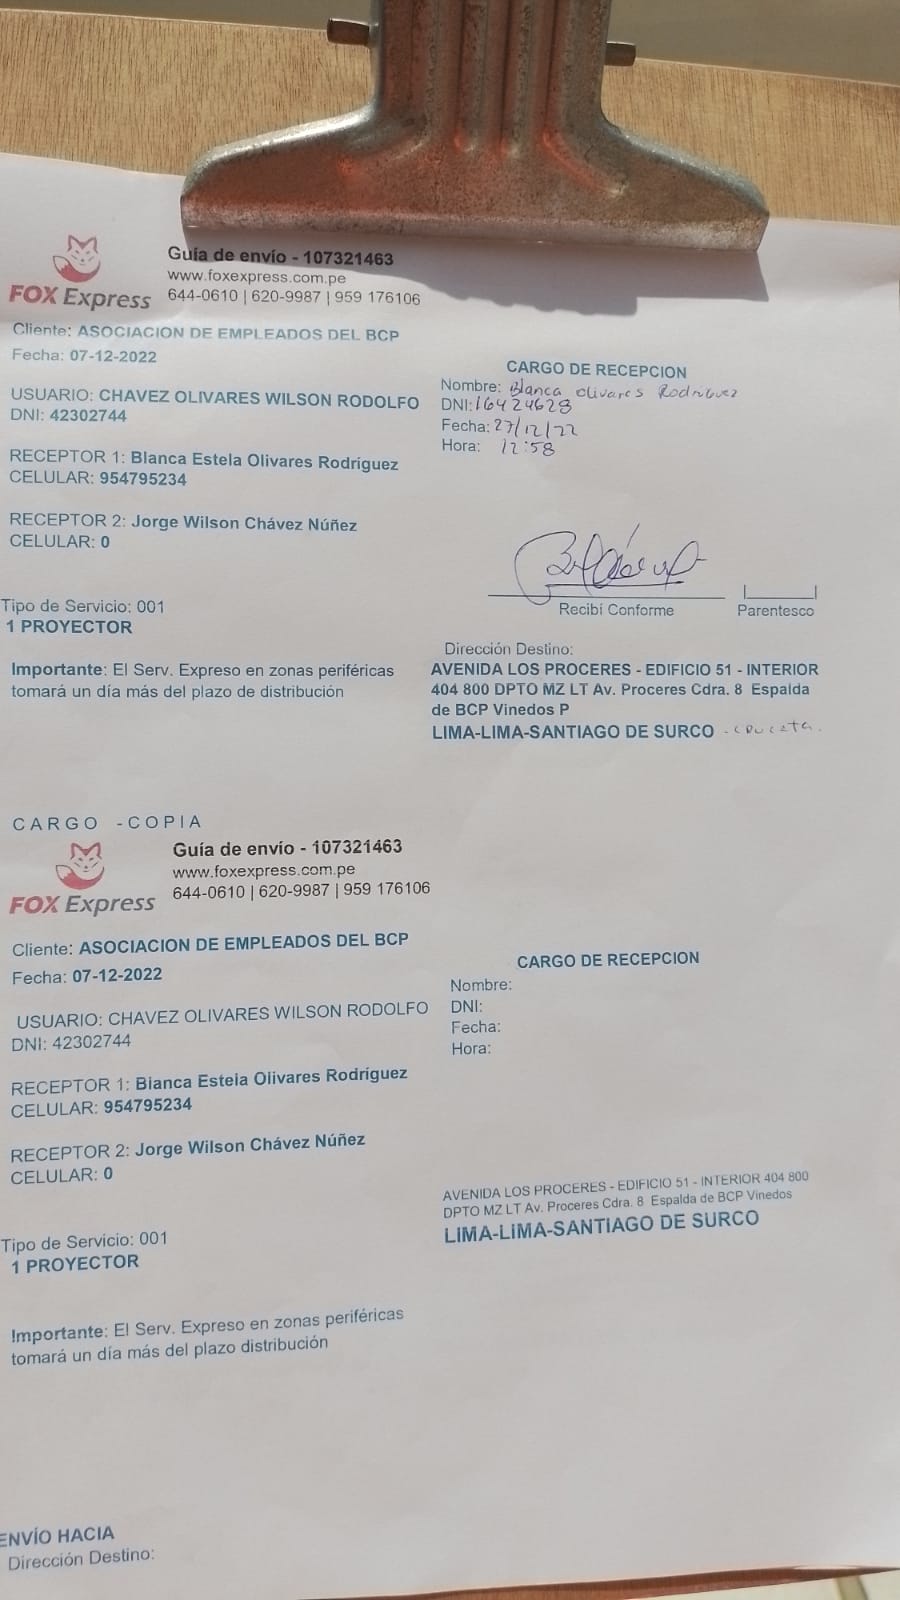 FOX Express
Guía de envío - 107321463
www.foxexpress.com.pe
644-0610 | 620-9987 | 959 176106
Cliente: ASOCIACION DE EMPLEADOS DEL BCP
Fecha: 07-12-2022
USUARIO: CHAVEZ OLIVARES WILSON RODOLFO
DNI: 42302744
RECEPTOR 1: Blanca Estela Olivares Rodríguez
CELULAR: 954795234
RECEPTOR 2: Jorge Wilson Chávez Núñez
CELULAR: 0
Tipo de Servicio: 001
1 PROYECTOR
Importante: El Serv. Expreso en zonas periféricas
tomará un día más del plazo de distribución
CARGO DE RECEPCION
Nombre: Blanca Olivares Rodríguez
DNI: 16424628
Fecha: 27/12/22
Hora: 12:58
Recibí Conforme
Parentesco
Dirección Destino:
AVENIDA LOS PROCERES - EDIFICIO 51 - INTERIOR
404 800 DPTO MZ LT Av. Proceres Cdra. 8 Espalda
de BCP Vinedos P
LIMA-LIMA-SANTIAGO DE SURCO
CARGO -COPIA
FOX Express
Guía de envío - 107321463
www.foxexpress.com.pe
644-0610 | 620-9987 | 959 176106
Cliente: ASOCIACION DE EMPLEADOS DEL BCP
Fecha: 07-12-2022
USUARIO: CHAVEZ OLIVARES WILSON RODOLFO
DNI: 42302744
RECEPTOR 1: Blanca Estela Olivares Rodríguez
CELULAR: 954795234
RECEPTOR 2: Jorge Wilson Chávez Núñez
CELULAR: 0
Tipo de Servicio: 001
1 PROYECTOR
Importante: El Serv. Expreso en zonas periféricas
tomará un día más del plazo distribución
CARGO DE RECEPCION
Nombre:
DNI:
Fecha:
Hora:
AVENIDA LOS PROCERES - EDIFICIO 51 - INTERIOR 404 800
DPTO MZ LT Av. Proceres Cdra. 8 Espalda de BCP Vinedos
LIMA-LIMA-SANTIAGO DE SURCO
ENVÍO HACIA
Dirección Destino: